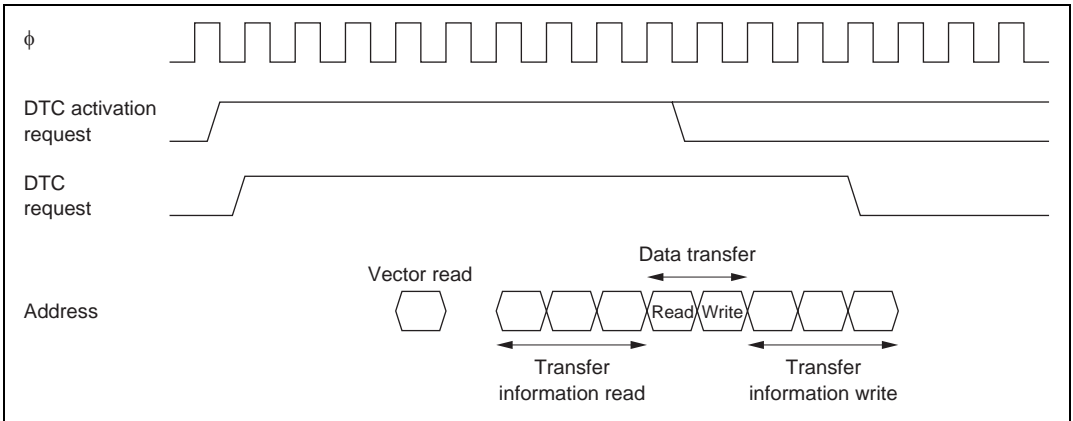 ϕ
DTC activation
request
DTC
request
Data transfer
Vector read
Address
Read Write
Transfer
information read
Transfer
information write